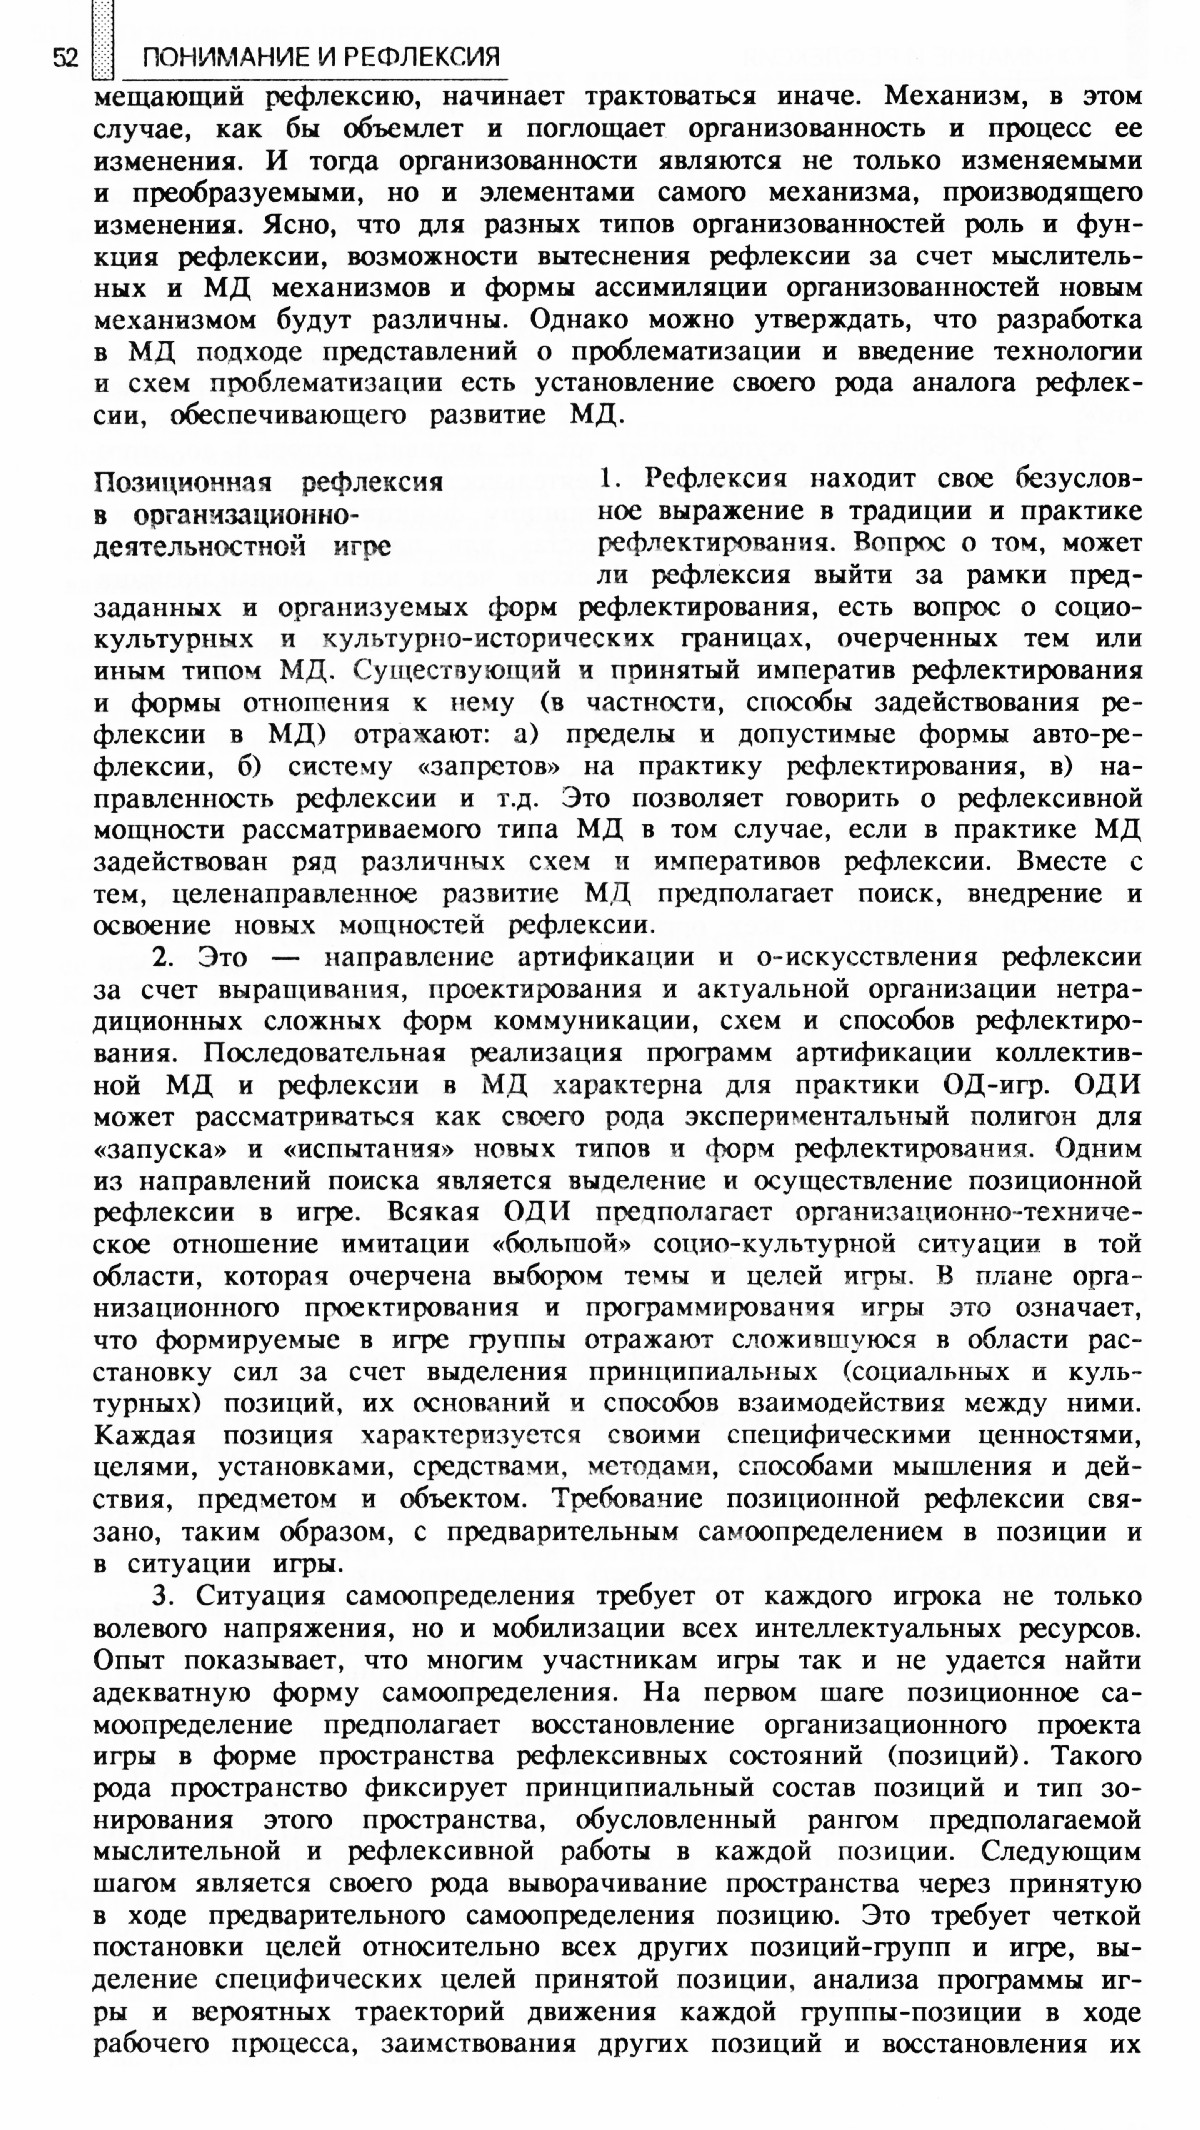 52 ПОНИМАНИЕ И РЕФЛЕКСИЯ
мещающий рефлексию, начинает трактоваться иначе. Механизм, в этом
случае, как бы объемлет и поглощает организованность и процесс ее
изменения. И тогда организованности являются не только изменяемыми
и преобразуемыми, но и элементами самого механизма, производящего
изменения. Ясно, что для разных типов организованностей роль и фун-
кция рефлексии, возможности вытеснения рефлексии за счет мыслитель-
ных и МД механизмов и формы ассимиляции организованностей новым
механизмом будут различны. Однако можно утверждать, что разработка
в МД подходе представлений о проблематизации и введение технологии
и схем проблематизации есть установление своего рода аналога рефлек-
сии, обеспечивающего развитие МД.
Позиционная рефлексия
в организационно-
деятельностной игре
1. Рефлексия находит свое безуслов-
ное выражение в традиции и практике
рефлектирования. Вопрос о том, может
ли рефлексия выйти за рамки пред-
заданных и организуемых форм рефлектирования, есть вопрос о социо-
культурных и культурно-исторических границах, очерченных тем или
иным типом МД. Существующий и принятый императив рефлектирования
и формы отношения к нему (в частности, способы задействования ре-
флексии в МД) отражают: а) пределы и допустимые формы авто-ре-
флексии, б) систему «запретов» на практику рефлектирования, в) на-
правленность рефлексии и т.д. Это позволяет говорить о рефлексивной
мощности рассматриваемого типа МД в том случае, если в практике МД
задействован ряд различных схем и императивов рефлексии. Вместе с
тем, целенаправленное развитие МД предполагает поиск, внедрение и
освоение новых мощностей рефлексии.
2. Это — направление артификации и о-искусствления рефлексии
за счет выращивания, проектирования и актуальной организации нетра-
диционных сложных форм коммуникации, схем и способов рефлектиро-
вания. Последовательная реализация программ артификации коллектив-
ной МД и рефлексии в МД характерна для практики ОД-игр. ОДИ
может рассматриваться как своего рода экспериментальный полигон для
«запуска» и «испытания» новых типов и форм рефлектирования. Одним
из направлений поиска является выделение и осуществление позиционной
рефлексии в игре. Всякая ОДИ предполагает организационно-техниче-
ское отношение имитации «большой» социо-культурной ситуации в той
области, которая очерчена выбором темы и целей игры. В плане орга-
низационного проектирования и программирования игры это означает,
что формируемые в игре группы отражают сложившуюся в области рас-
становку сил за счет выделения принципиальных (социальных и куль-
турных) позиций, их оснований и способов взаимодействия между ними.
Каждая позиция характеризуется своими специфическими ценностями,
целями, установками, средствами, методами, способами мышления и дей-
ствия, предметом и объектом. Требование позиционной рефлексии свя-
зано, таким образом, с предварительным самоопределением в позиции и
в ситуации игры.
3. Ситуация самоопределения требует от каждого игрока не только
волевого напряжения, но и мобилизации всех интеллектуальных ресурсов.
Опыт показывает, что многим участникам игры так и не удается найти
адекватную форму самоопределения. На первом шаге позиционное са-
моопределение предполагает восстановление организационного проекта
игры в форме пространства рефлексивных состояний (позиций). Такого
рода пространство фиксирует принципиальный состав позиций и тип зо-
нирования этого пространства, обусловленный рангом предполагаемой
мыслительной и рефлексивной работы в каждой позиции. Следующим
шагом является своего рода выворачивание пространства через принятую
в ходе предварительного самоопределения позицию. Это требует четкой
постановки целей относительно всех других позиций-групп и игре, вы-
деление специфических целей принятой позиции, анализа программы иг-
ры и вероятных траекторий движения каждой группы-позиции в ходе
рабочего процесса, заимствования других позиций и восстановления их